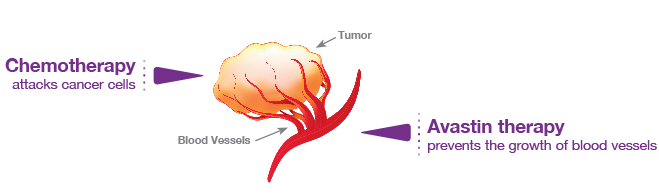 Tumor
Chemotherapy
attacks cancer cells
Blood Vessels
Avastin therapy
prevents the growth of blood vessels